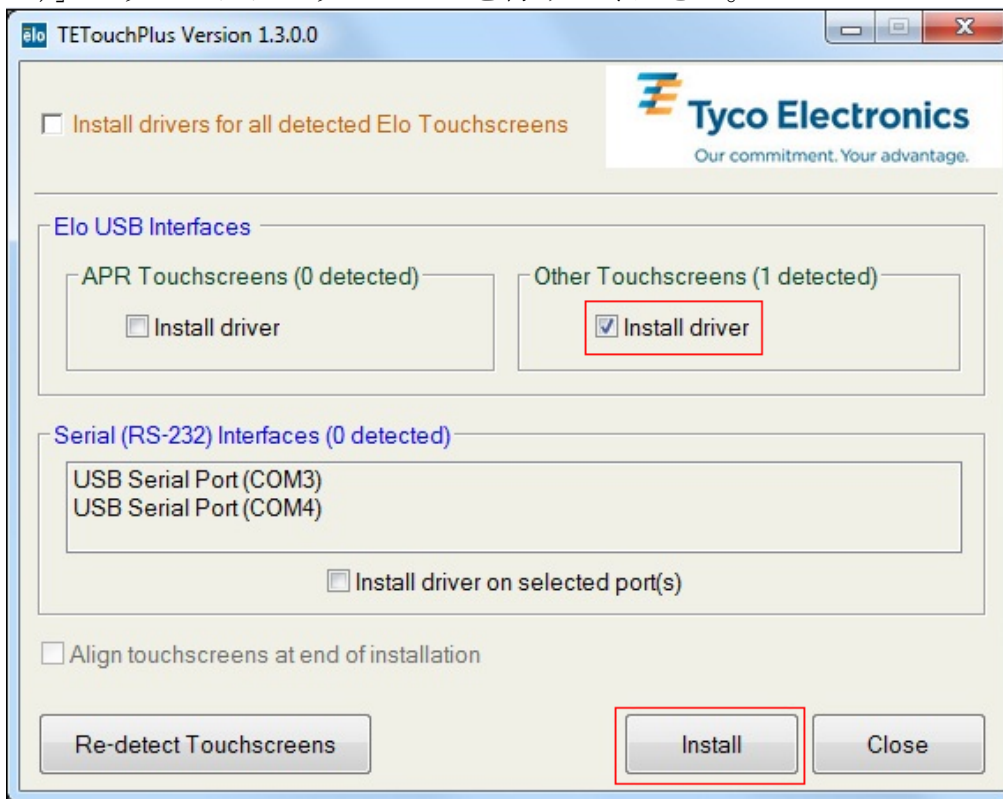 elo TETouchPlus Version 1.3.0.0
Install drivers for all detected Elo Touchscreens
Tyco Electronics
Our commitment. Your advantage.
Elo USB Interfaces
APR Touchscreens (0 detected)
Other Touchscreens (1 detected)
Install driver
Install driver
Serial (RS-232) Interfaces (0 detected)
USB Serial Port (COM3)
USB Serial Port (COM4)
Install driver on selected port(s)
Align touchscreens at end of installation
Re-detect Touchscreens
Install
Close